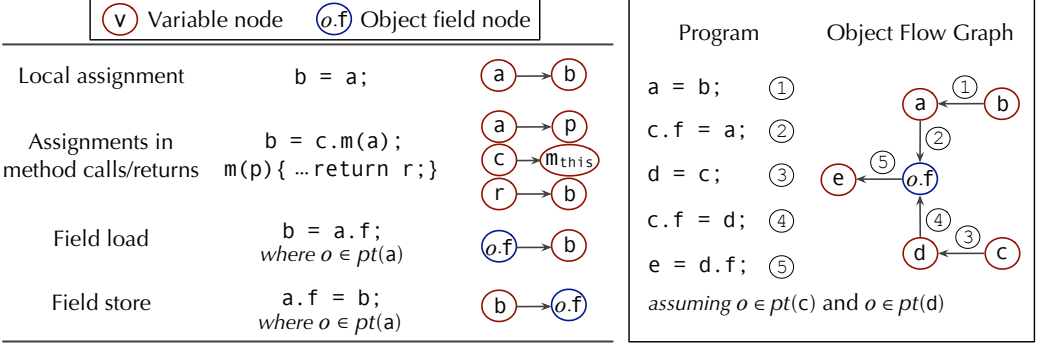 v Variable node o.f Object field node
Local assignment b = a; a b
Assignments in method calls/returns b = c.m(a); m(p){ …return r;} a p
c mthis
r b
Field load b = a.f; where o ∈ pt(a) o.f b
Field store a.f = b; where o ∈ pt(a) b o.f
Program Object Flow Graph
a = b; 1
c.f = a; 2
d = c; 3
c.f = d; 4
e = d.f; 5
a 1 b
2
e 5 o.f
4 3
d c
assuming o ∈ pt(c) and o ∈ pt(d)